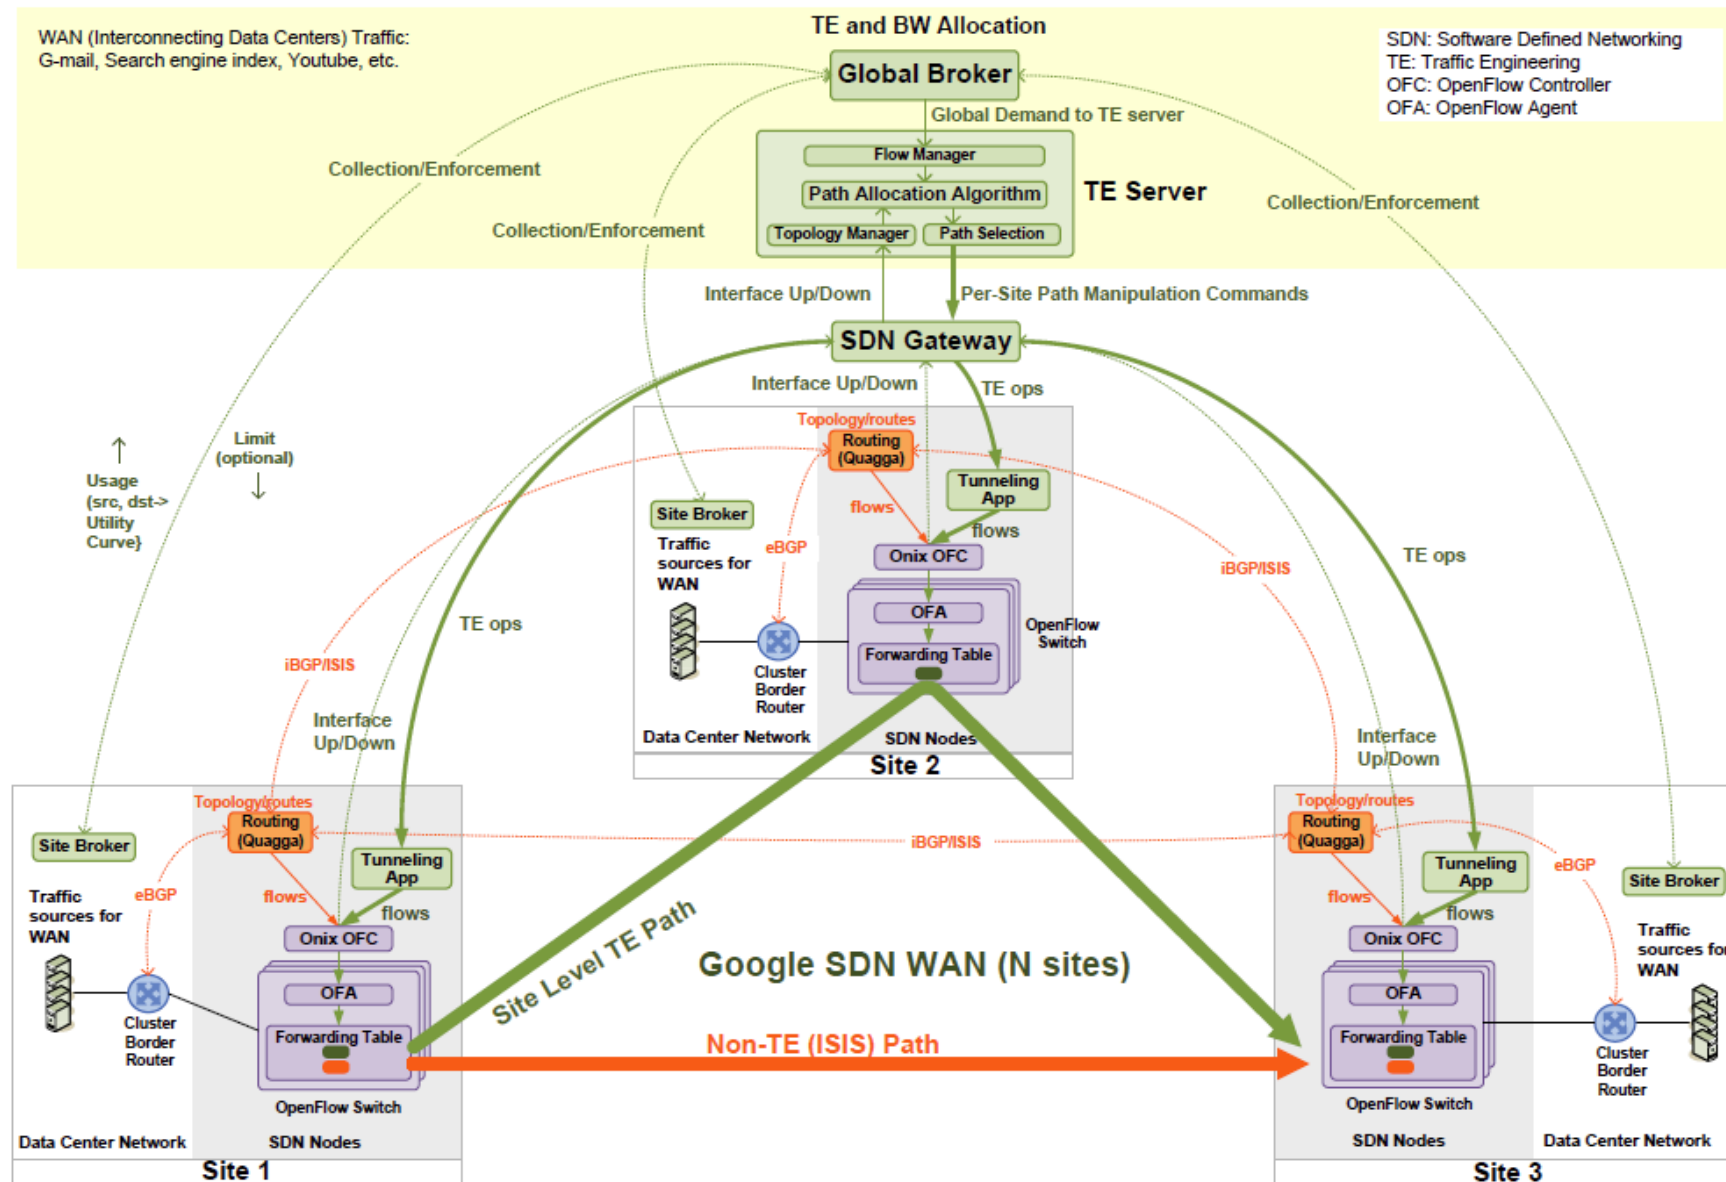 TE and BW Allocation
WAN (Interconnecting Data Centers) Traffic:
G-mail, Search engine index, Youtube, etc.
SDN: Software Defined Networking
TE: Traffic Engineering
OFC: OpenFlow Controller
OFA: OpenFlow Agent
Global Broker
Global Demand to TE server
Flow Manager
Path Allocation Algorithm
Topology Manager
Path Selection
TE Server
Collection/Enforcement
Collection/Enforcement
Collection/Enforcement
Interface Up/Down
Per-Site Path Manipulation Commands
SDN Gateway
Interface Up/Down
TE ops
Usage
(src, dst->
Utility
Curve}
Limit
(optional)
Topology/routes
Routing
(Quagga)
Tunneling
App
flows
flows
Site Broker
Traffic
sources for
WAN
eBGP
Onix OFC
OFA
Forwarding Table
OpenFlow
Switch
Cluster
Border
Router
Data Center Network
SDN Nodes
Site 2
iBGP/ISIS
iBGP/ISIS
TE ops
TE ops
Interface
Up/Down
Interface
Up/Down
Topology/routes
Routing
(Quagga)
Site Broker
Tunneling
App
eBGP
flows
flows
Traffic
sources for
WAN
Onix OFC
OFA
Forwarding Table
Cluster
Border
Router
OpenFlow Switch
Data Center Network
SDN Nodes
Site 1
iBGP/ISIS
Site Level TE Path
Google SDN WAN (N sites)
Non-TE (ISIS) Path
Topology/routes
Routing
(Quagga)
Tunneling
App
eBGP
Site Broker
flows
flows
Onix OFC
OFA
Forwarding Table
Traffic
sources for
WAN
Cluster
Border
Router
OpenFlow Switch
SDN Nodes
Data Center Network
Site 3